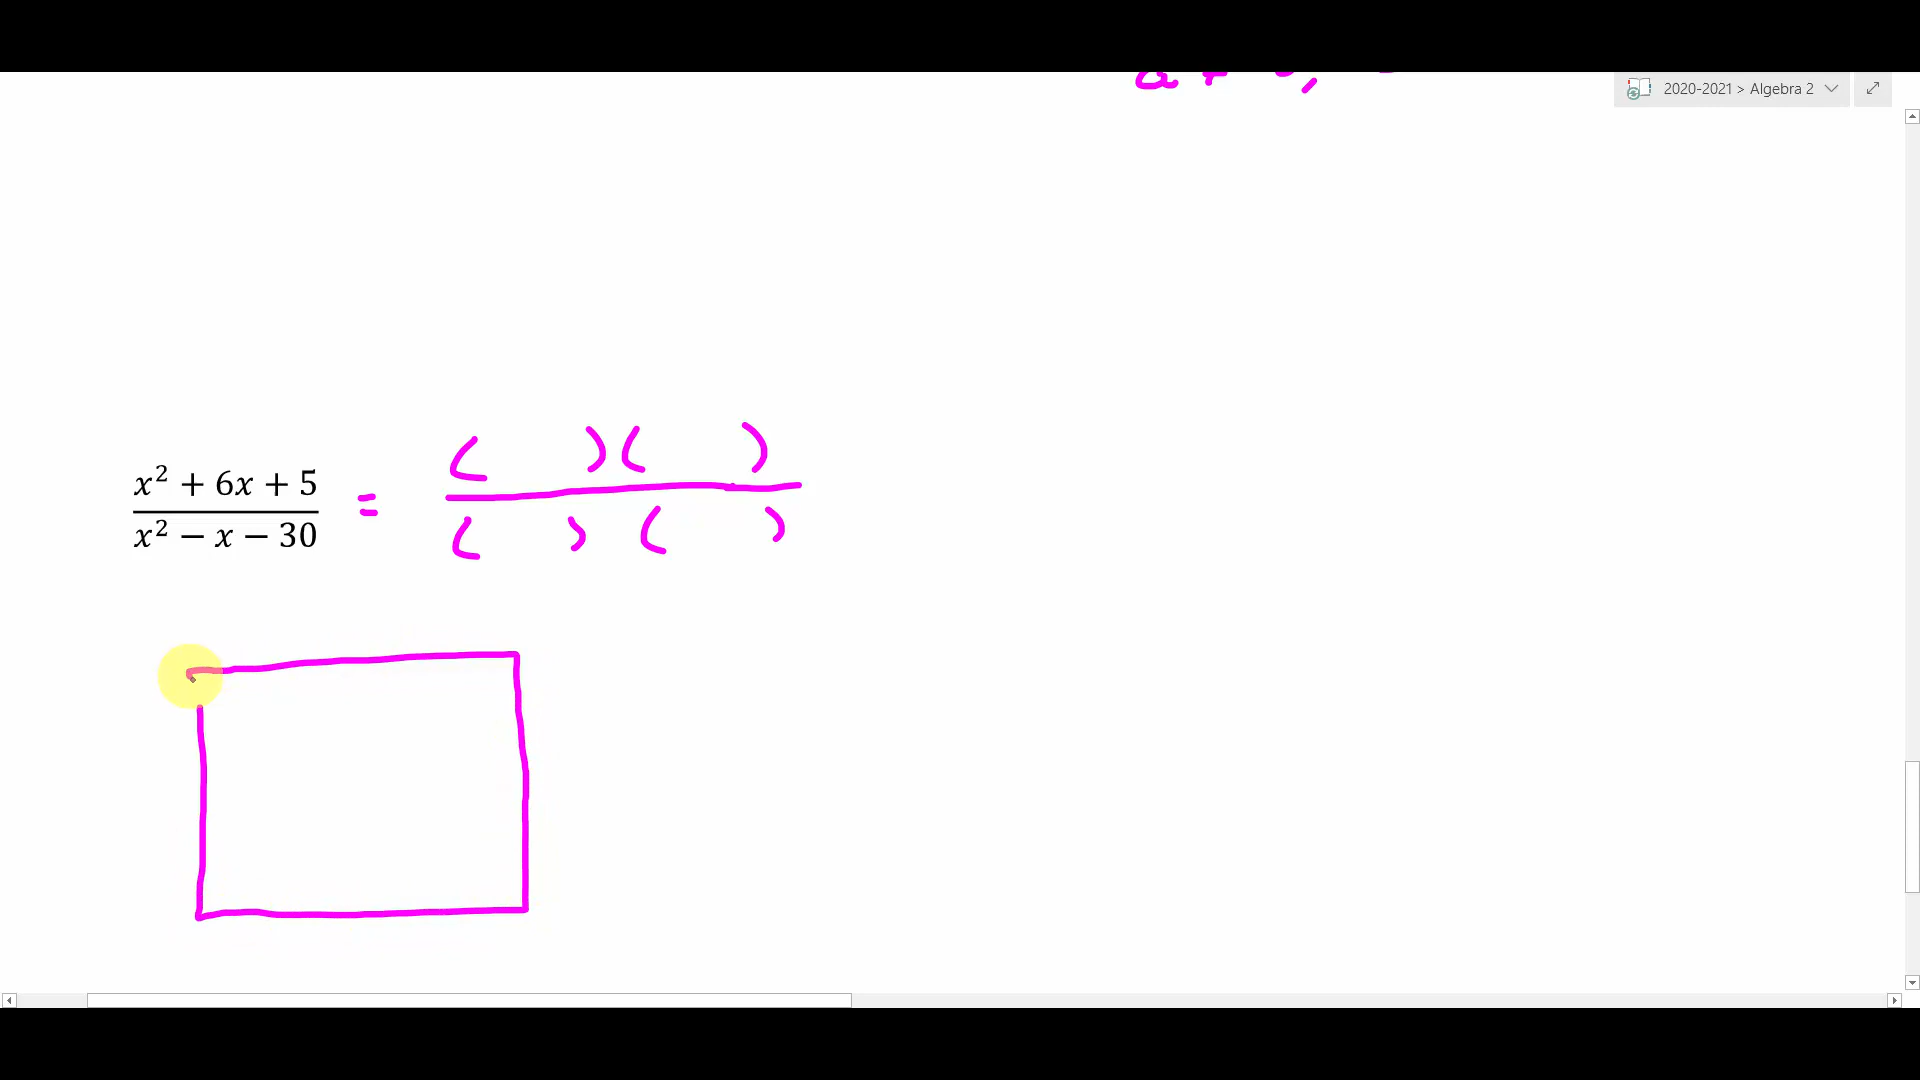 2020-2021 > Algebra 2
x² + 6x + 5
= ( )( )
x² − x − 30
( ) ( )